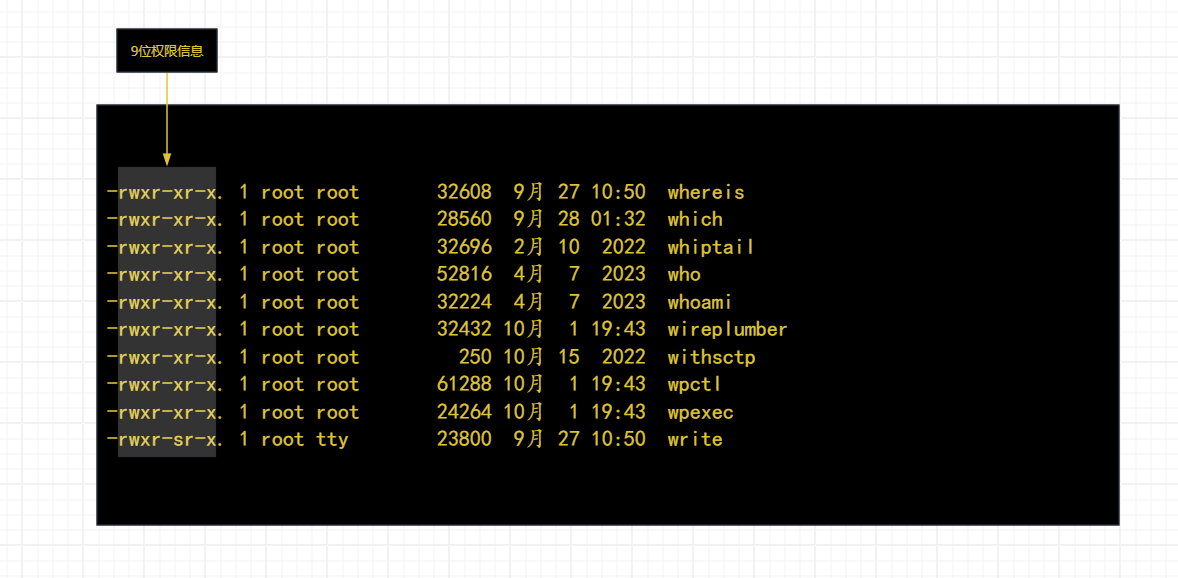 9位权限信息
-rwxr-xr-x. 1 root root       32608  9月 27 10:50  whereis
-rwxr-xr-x. 1 root root       28560  9月 28 01:32  which
-rwxr-xr-x. 1 root root       32696  2月 10  2022  whiptail
-rwxr-xr-x. 1 root root       52816  4月  7  2023  who
-rwxr-xr-x. 1 root root       32224  4月  7  2023  whoami
-rwxr-xr-x. 1 root root       32432 10月  1 19:43  wireplumber
-rwxr-xr-x. 1 root root         250 10月 15  2022  withsctp
-rwxr-xr-x. 1 root root       61288 10月  1 19:43  wpctl
-rwxr-xr-x. 1 root root       24264 10月  1 19:43  wpexec
-rwxr-sr-x. 1 root tty        23800  9月 27 10:50  write